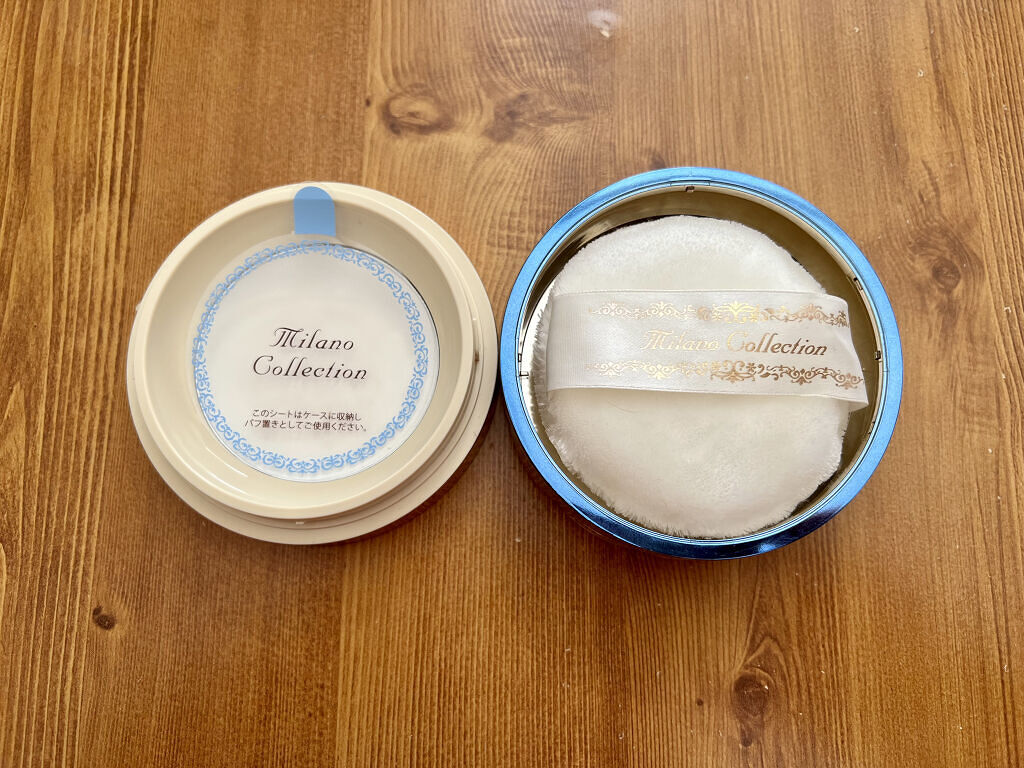 Milano
Collection
このシートはケースに収納し
パフ置きとしてご使用ください。
Milano Collection